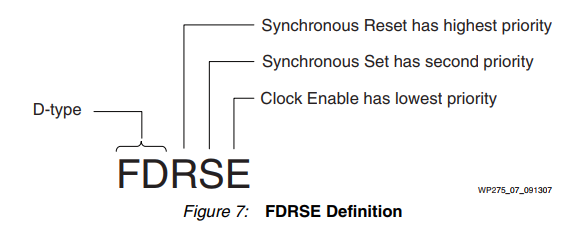 Synchronous Reset has highest priority
Synchronous Set has second priority
Clock Enable has lowest priority
D-type
FDRSE
WP275_07_091307
Figure 7: FDRSE Definition